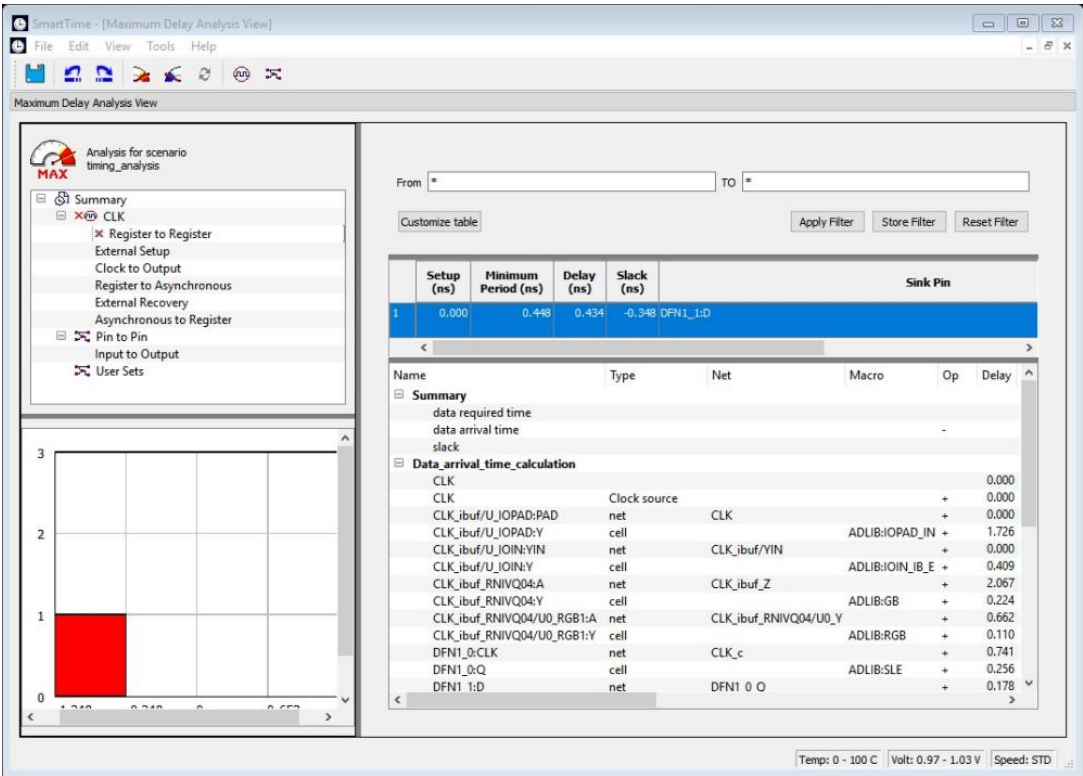 SmartTime - [Maximum Delay Analysis View]
File Edit View Tools Help
Maximum Delay Analysis View
MAX
Analysis for scenario
timing_analysis
Summary
CLK
Register to Register
External Setup
Clock to Output
Register to Asynchronous
External Recovery
Asynchronous to Register
Pin to Pin
Input to Output
User Sets
3
2
1
0
From * TO *
Customize table Apply Filter Store Filter Reset Filter
Setup (ns) Minimum Period (ns) Delay (ns) Slack (ns) Sink Pin
1 0.000 0.448 0.434 -0.348 DFN1_1:D
Name Type Net Macro Op Delay
Summary
data required time
data arrival time -
slack
Data_arrival_time_calculation
CLK 0.000
CLK Clock source + 0.000
CLK_ibuf/U_IOPAD:PAD net CLK + 0.000
CLK_ibuf/U_IOPAD:Y cell ADLIB:IOPAD_IN + 1.726
CLK_ibuf/U_IOIN:YIN net CLK_ibuf/YIN + 0.000
CLK_ibuf/U_IOIN:Y cell ADLIB:IOIN_IB_E + 0.409
CLK_ibuf_RNIVQ04:A net CLK_ibuf_Z + 2.067
CLK_ibuf_RNIVQ04:Y cell ADLIB:GB + 0.224
CLK_ibuf_RNIVQ04/U0_RGB1:A net CLK_ibuf_RNIVQ04/U0_Y + 0.662
CLK_ibuf_RNIVQ04/U0_RGB1:Y cell ADLIB:RGB + 0.110
DFN1_0:CLK net CLK_c + 0.741
DFN1_0:Q cell ADLIB:SLE + 0.256
DFN1_1:D net DFN1_0_Q + 0.178
Temp: 0 - 100 C Volt: 0.97 - 1.03 V Speed: STD